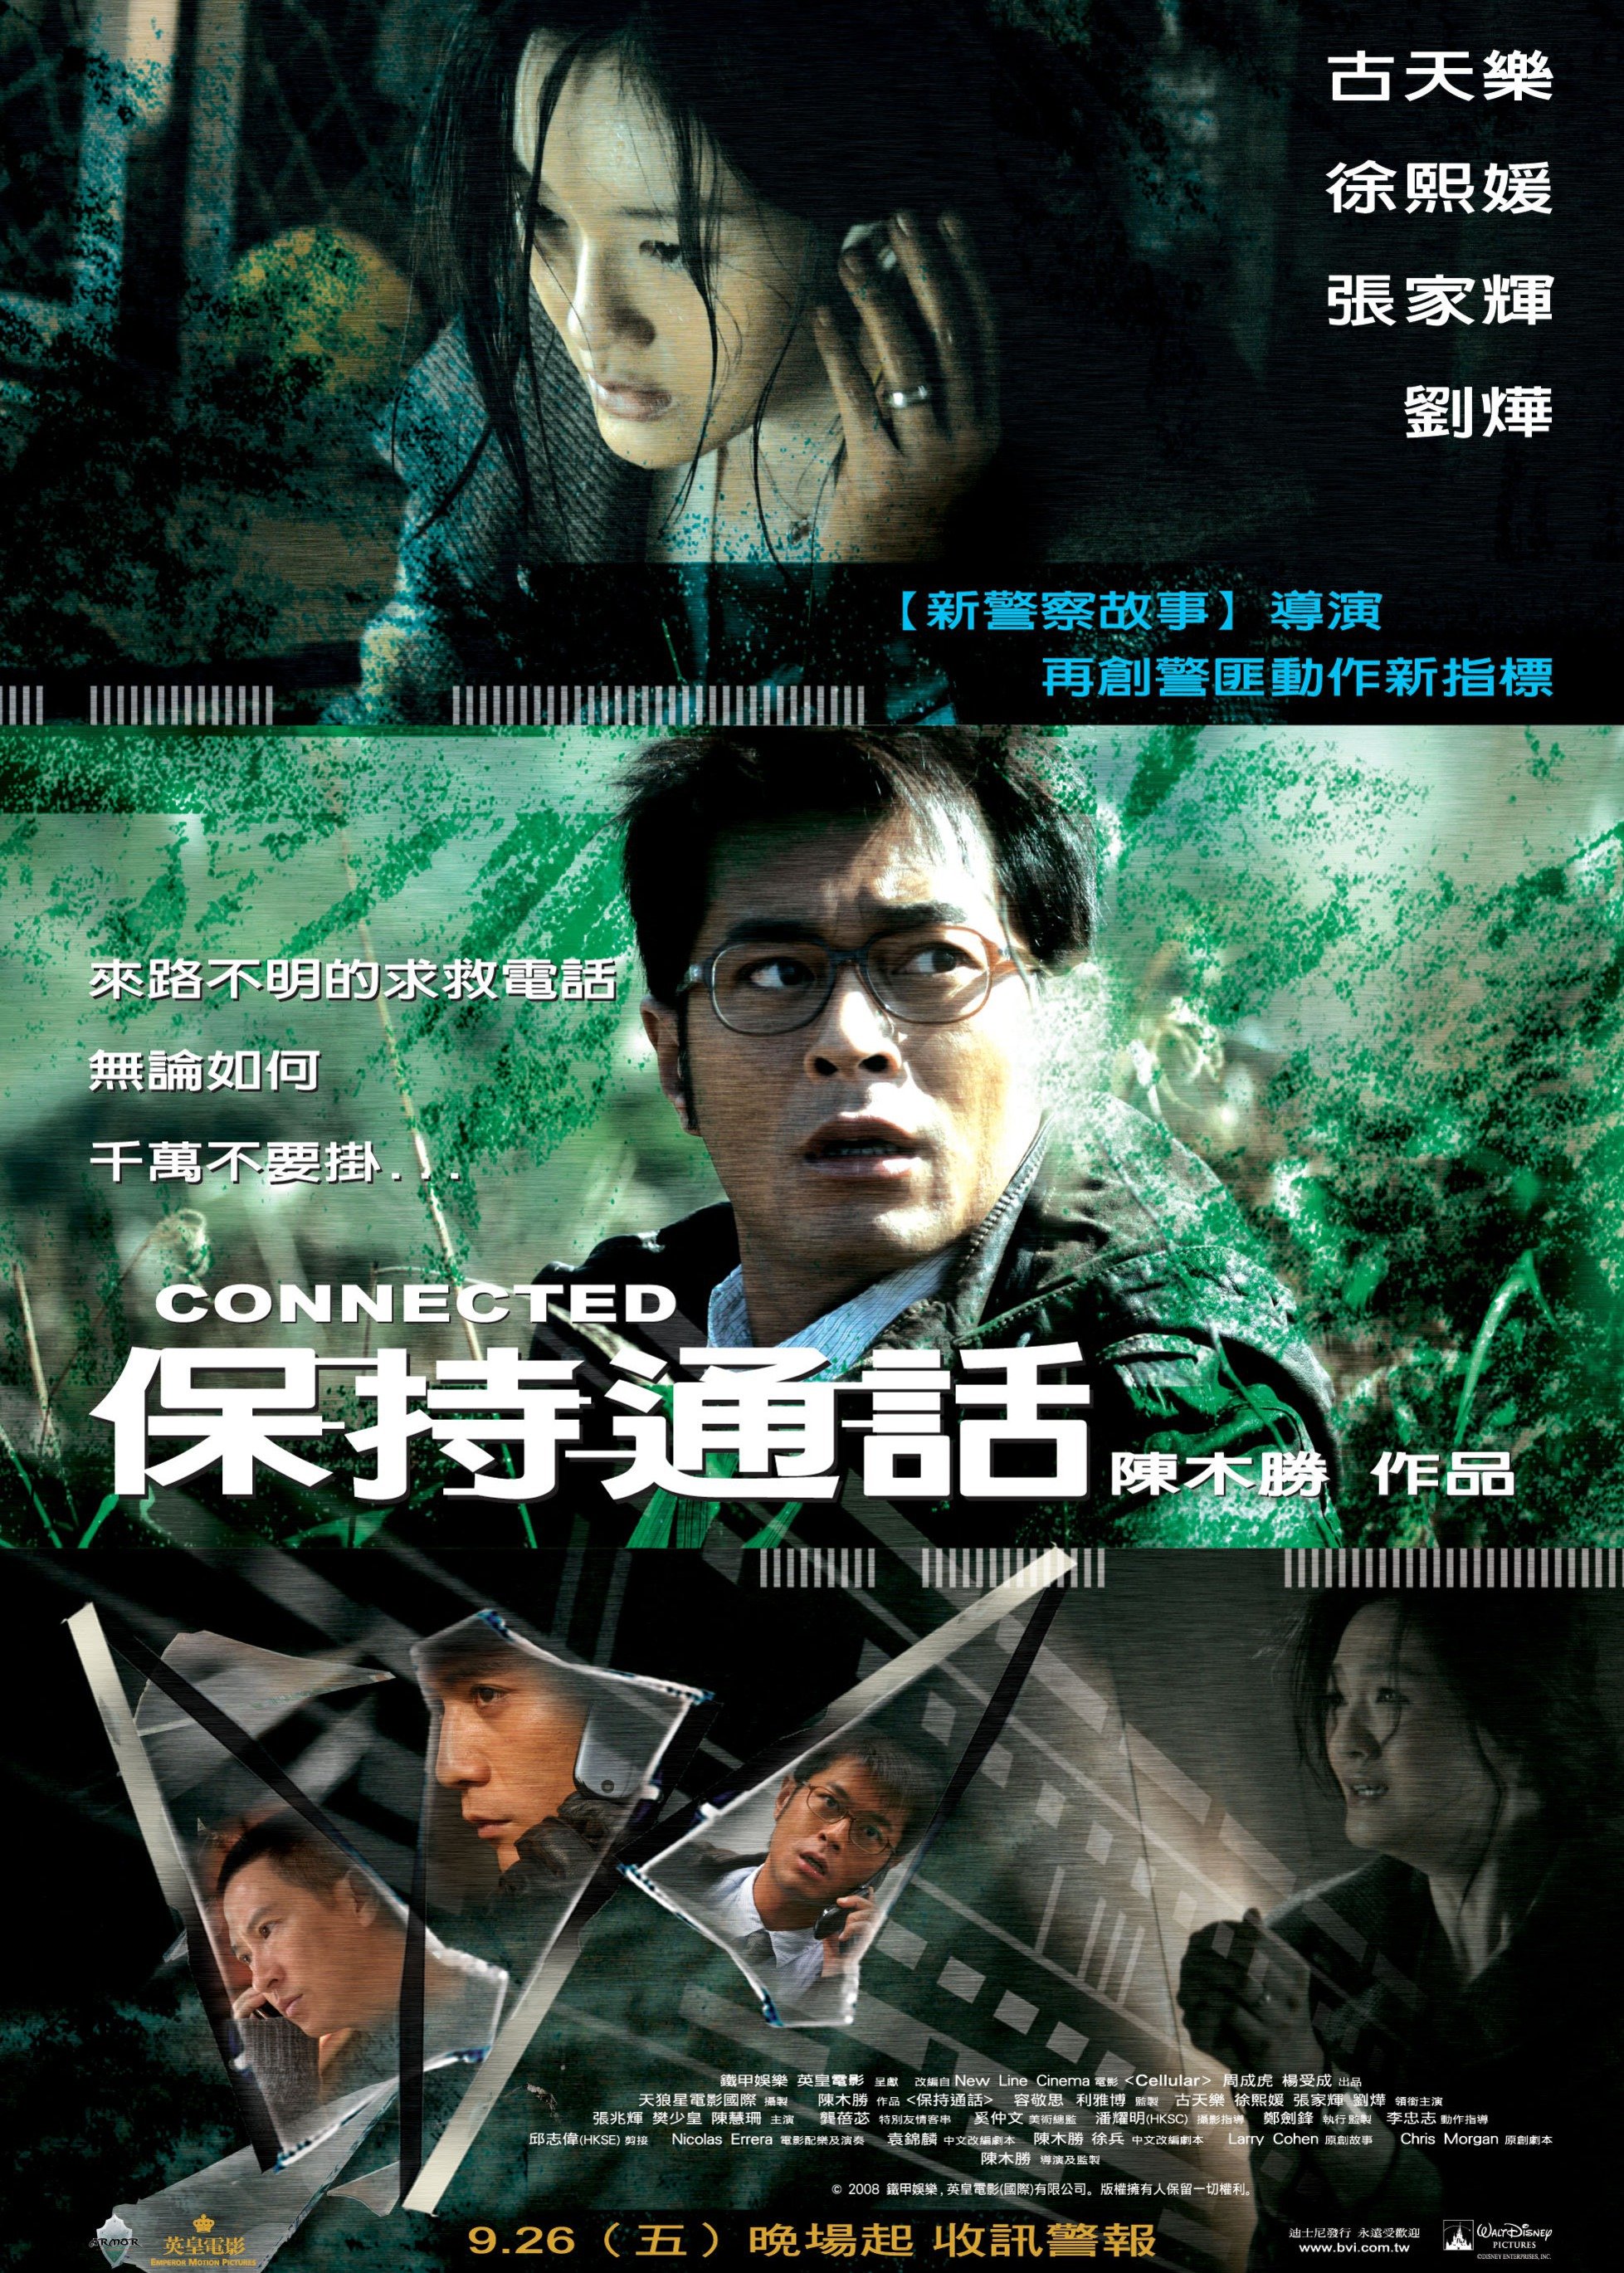 古天樂
徐熙媛
張家輝
劉燁
【新警察故事】導演
再創警匪動作新指標
來路不明的求救電話
無論如何
千萬不要掛...
CONNECTED
保持通話
陳木勝 作品
鐵甲娛樂 英皇電影 呈獻 改編自 New Line Cinema 電影 <Cellular> 周成虎 楊受成 出品
天狼星電影國際 攝製 陳木勝 作品 <保持通話> 容敬思 利雅博 監製 古天樂 徐熙媛 張家輝 劉燁 領銜主演
張兆輝 樊少皇 陳慧珊 主演 龔蓓苾 特別友情客串 奚仲文 美術總監 潘耀明(HKSC) 攝影指導 鄭劍鋒 執行監製 李忠志 動作指導
邱志偉(HKSE) 剪接 Nicolas Errera 電影配樂及演奏 袁錦麟 中文改編劇本 陳木勝 徐兵 中文改編劇本 Larry Cohen 原創故事 Chris Morgan 原創劇本
陳木勝 導演及監製
© 2008 鐵甲娛樂，英皇電影(國際)有限公司。版權擁有人保留一切權利。
ARMOR
英皇電影
EMPEROR MOTION PICTURES
9.26（五）晚場起 收訊警報
迪士尼發行 永遠受歡迎
www.bvi.com.tw
WALT DISNEY
PICTURES
©DISNEY ENTERPRISES, INC.